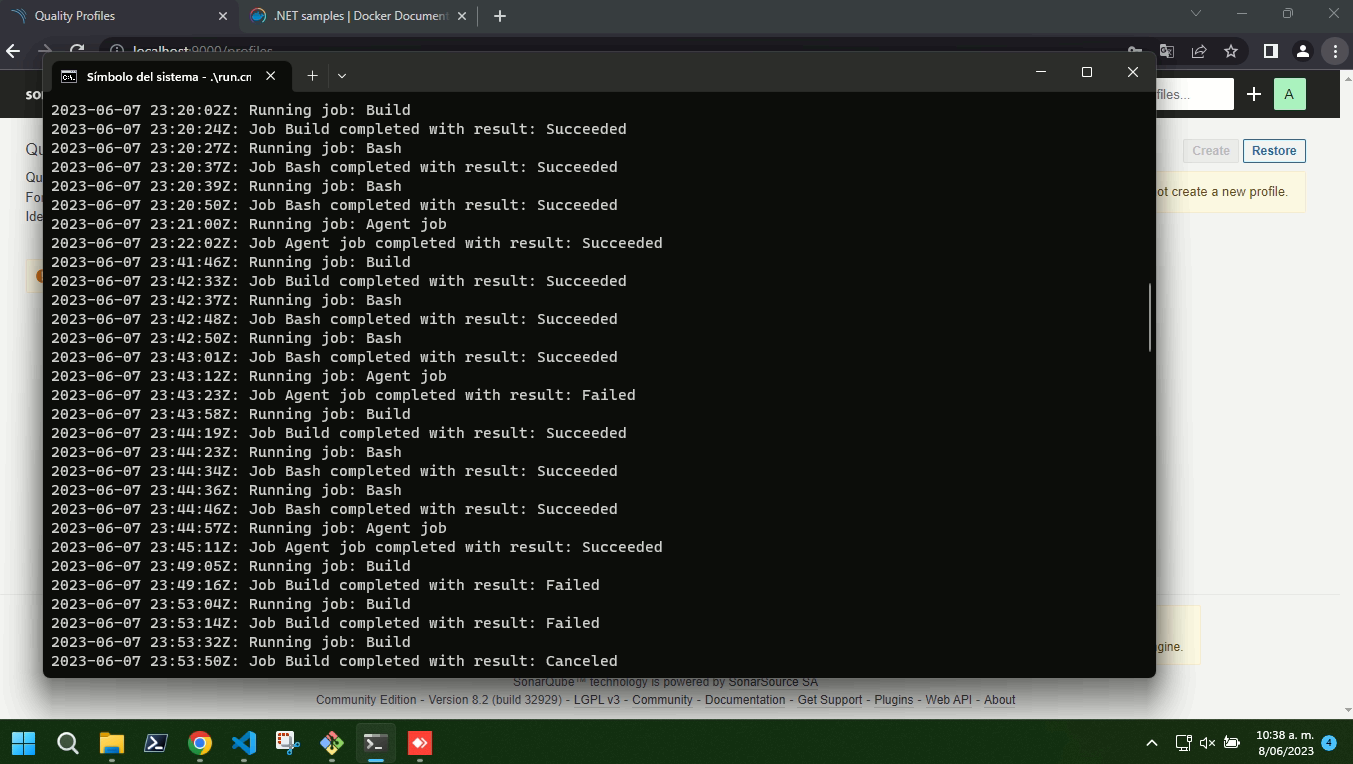 Quality Profiles
.NET samples | Docker Document
localhost:9000/profiles
Símbolo del sistema - .\run.cn
files...
A
Create
Restore
ot create a new profile.
2023-06-07 23:20:02Z: Running job: Build
2023-06-07 23:20:24Z: Job Build completed with result: Succeeded
2023-06-07 23:20:27Z: Running job: Bash
2023-06-07 23:20:37Z: Job Bash completed with result: Succeeded
2023-06-07 23:20:39Z: Running job: Bash
2023-06-07 23:20:50Z: Job Bash completed with result: Succeeded
2023-06-07 23:21:00Z: Running job: Agent job
2023-06-07 23:22:02Z: Job Agent job completed with result: Succeeded
2023-06-07 23:41:46Z: Running job: Build
2023-06-07 23:42:33Z: Job Build completed with result: Succeeded
2023-06-07 23:42:37Z: Running job: Bash
2023-06-07 23:42:48Z: Job Bash completed with result: Succeeded
2023-06-07 23:42:50Z: Running job: Bash
2023-06-07 23:43:01Z: Job Bash completed with result: Succeeded
2023-06-07 23:43:12Z: Running job: Agent job
2023-06-07 23:43:23Z: Job Agent job completed with result: Failed
2023-06-07 23:43:58Z: Running job: Build
2023-06-07 23:44:19Z: Job Build completed with result: Succeeded
2023-06-07 23:44:23Z: Running job: Bash
2023-06-07 23:44:34Z: Job Bash completed with result: Succeeded
2023-06-07 23:44:36Z: Running job: Bash
2023-06-07 23:44:46Z: Job Bash completed with result: Succeeded
2023-06-07 23:44:57Z: Running job: Agent job
2023-06-07 23:45:11Z: Job Agent job completed with result: Succeeded
2023-06-07 23:49:05Z: Running job: Build
2023-06-07 23:49:16Z: Job Build completed with result: Failed
2023-06-07 23:53:04Z: Running job: Build
2023-06-07 23:53:14Z: Job Build completed with result: Failed
2023-06-07 23:53:32Z: Running job: Build
2023-06-07 23:53:50Z: Job Build completed with result: Canceled
so
Qu
Qu
Fo
Ide
gine.
SonarQube™ technology is powered by SonarSource SA
Community Edition - Version 8.2 (build 32929) - LGPL v3 - Community - Documentation - Get Support - Plugins - Web API - About
10:38 a. m.
8/06/2023
4